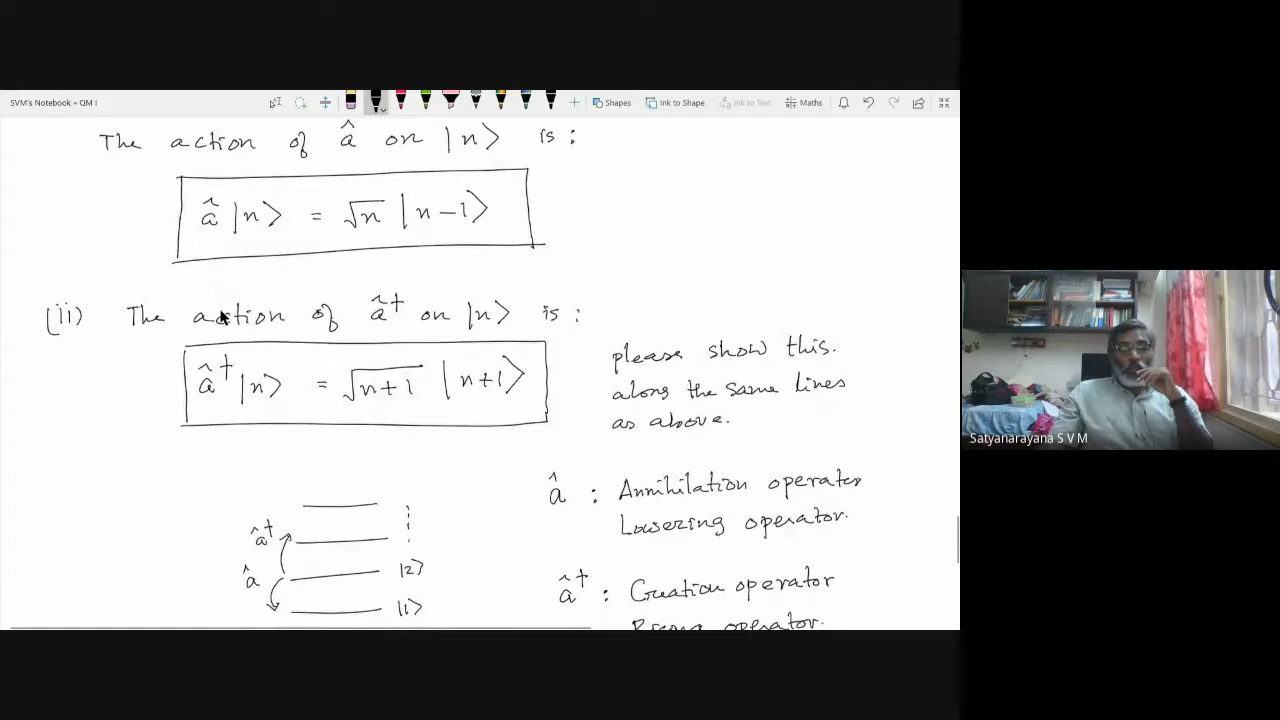 SVM's Notebook » QM I
Shapes
Ink to Shape
Ink to Text
Maths
The action of â on |n⟩ is :
â |n⟩ = √n |n-1⟩
(ii) The action of â† on |n⟩ is :
â† |n⟩ = √n+1 |n+1⟩
please show this.
along the same lines
as above.
â : Annihilation operator
Lowering operator.
â†
â
|2⟩
|1⟩
â† : Creation operator
operator.
Satyanarayana S V M